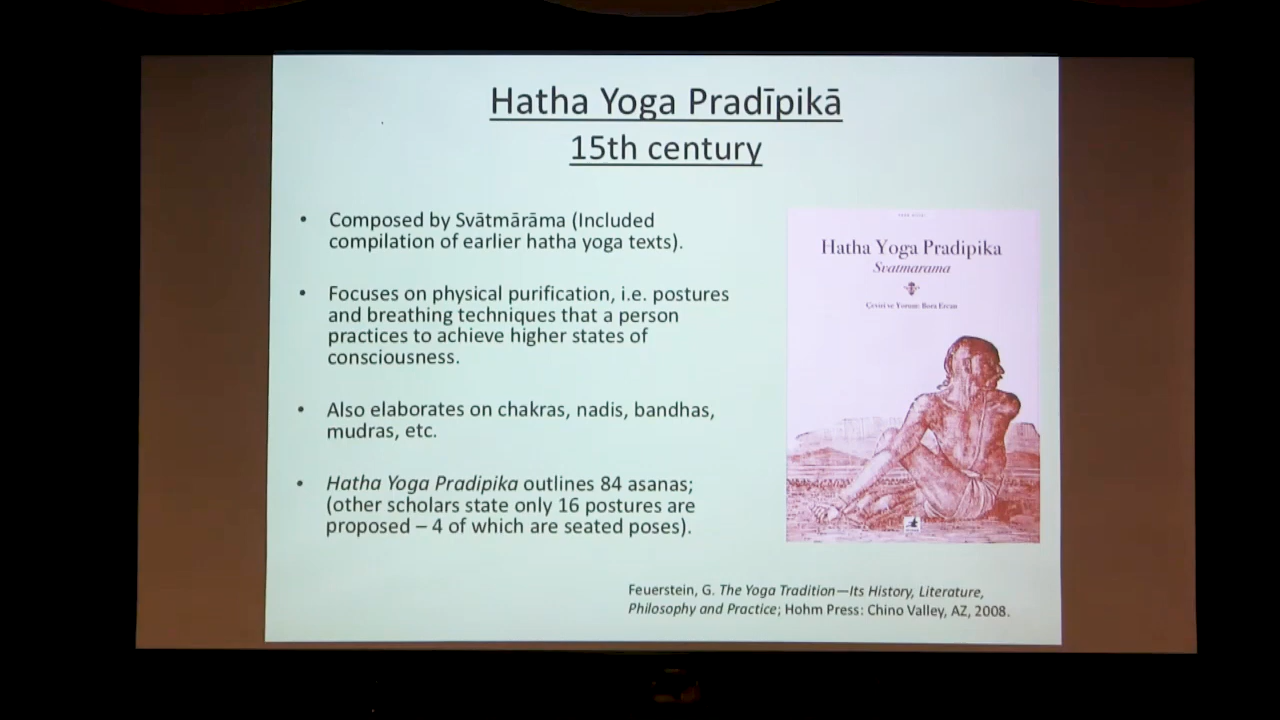 Hatha Yoga Pradīpikā
15th century
• Composed by Svātmārāma (Included
compilation of earlier hatha yoga texts).
• Focuses on physical purification, i.e. postures
and breathing techniques that a person
practices to achieve higher states of
consciousness.
• Also elaborates on chakras, nadis, bandhas,
mudras, etc.
• Hatha Yoga Pradipika outlines 84 asanas;
(other scholars state only 16 postures are
proposed – 4 of which are seated poses).
Hatha Yoga Pradipika
Svatmarama
Çeviri ve Yorum: Bora Ercan
Feuerstein, G. The Yoga Tradition—Its History, Literature,
Philosophy and Practice; Hohm Press: Chino Valley, AZ, 2008.